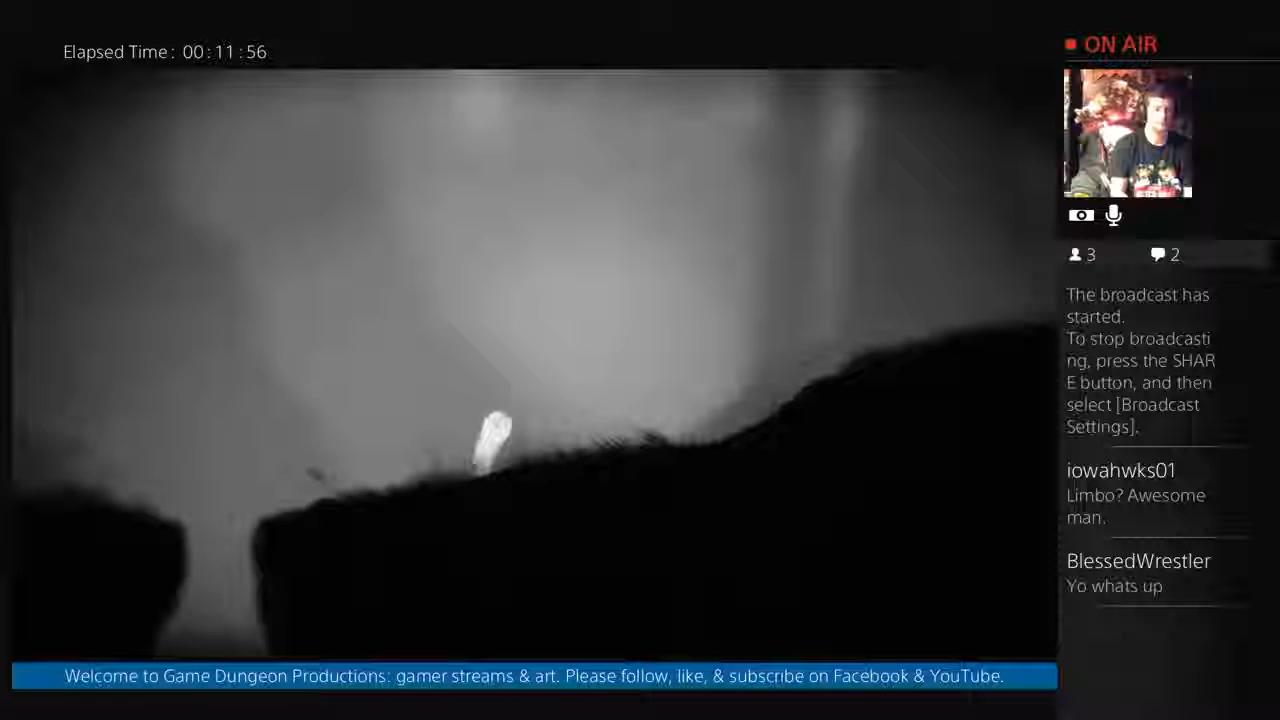 Elapsed Time: 00:11:56
ON AIR
3 2
The broadcast has
started.
To stop broadcasti
ng, press the SHAR
E button, and then
select [Broadcast
Settings].
iowahwks01
Limbo? Awesome
man.
BlessedWrestler
Yo whats up
Welcome to Game Dungeon Productions: gamer streams & art. Please follow, like, & subscribe on Facebook & YouTube.